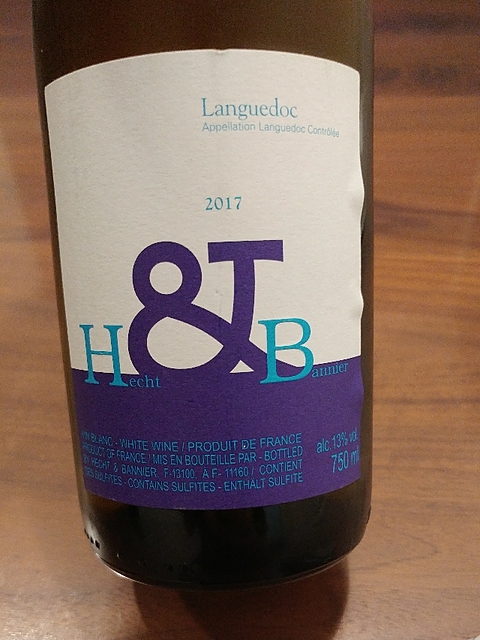 Languedoc
Appellation Languedoc Contrôlée
2017
&
Hecht Bannier
VIN BLANC - WHITE WINE / PRODUIT DE FRANCE
PRODUCT OF FRANCE / MIS EN BOUTEILLE PAR - BOTTLED
BY HECHT & BANNIER F-13100 A F- 11160 / CONTIENT
DES SULFITES - CONTAINS SULFITES - ENTHÄLT SULFITE
alc 13% vol
750 ml